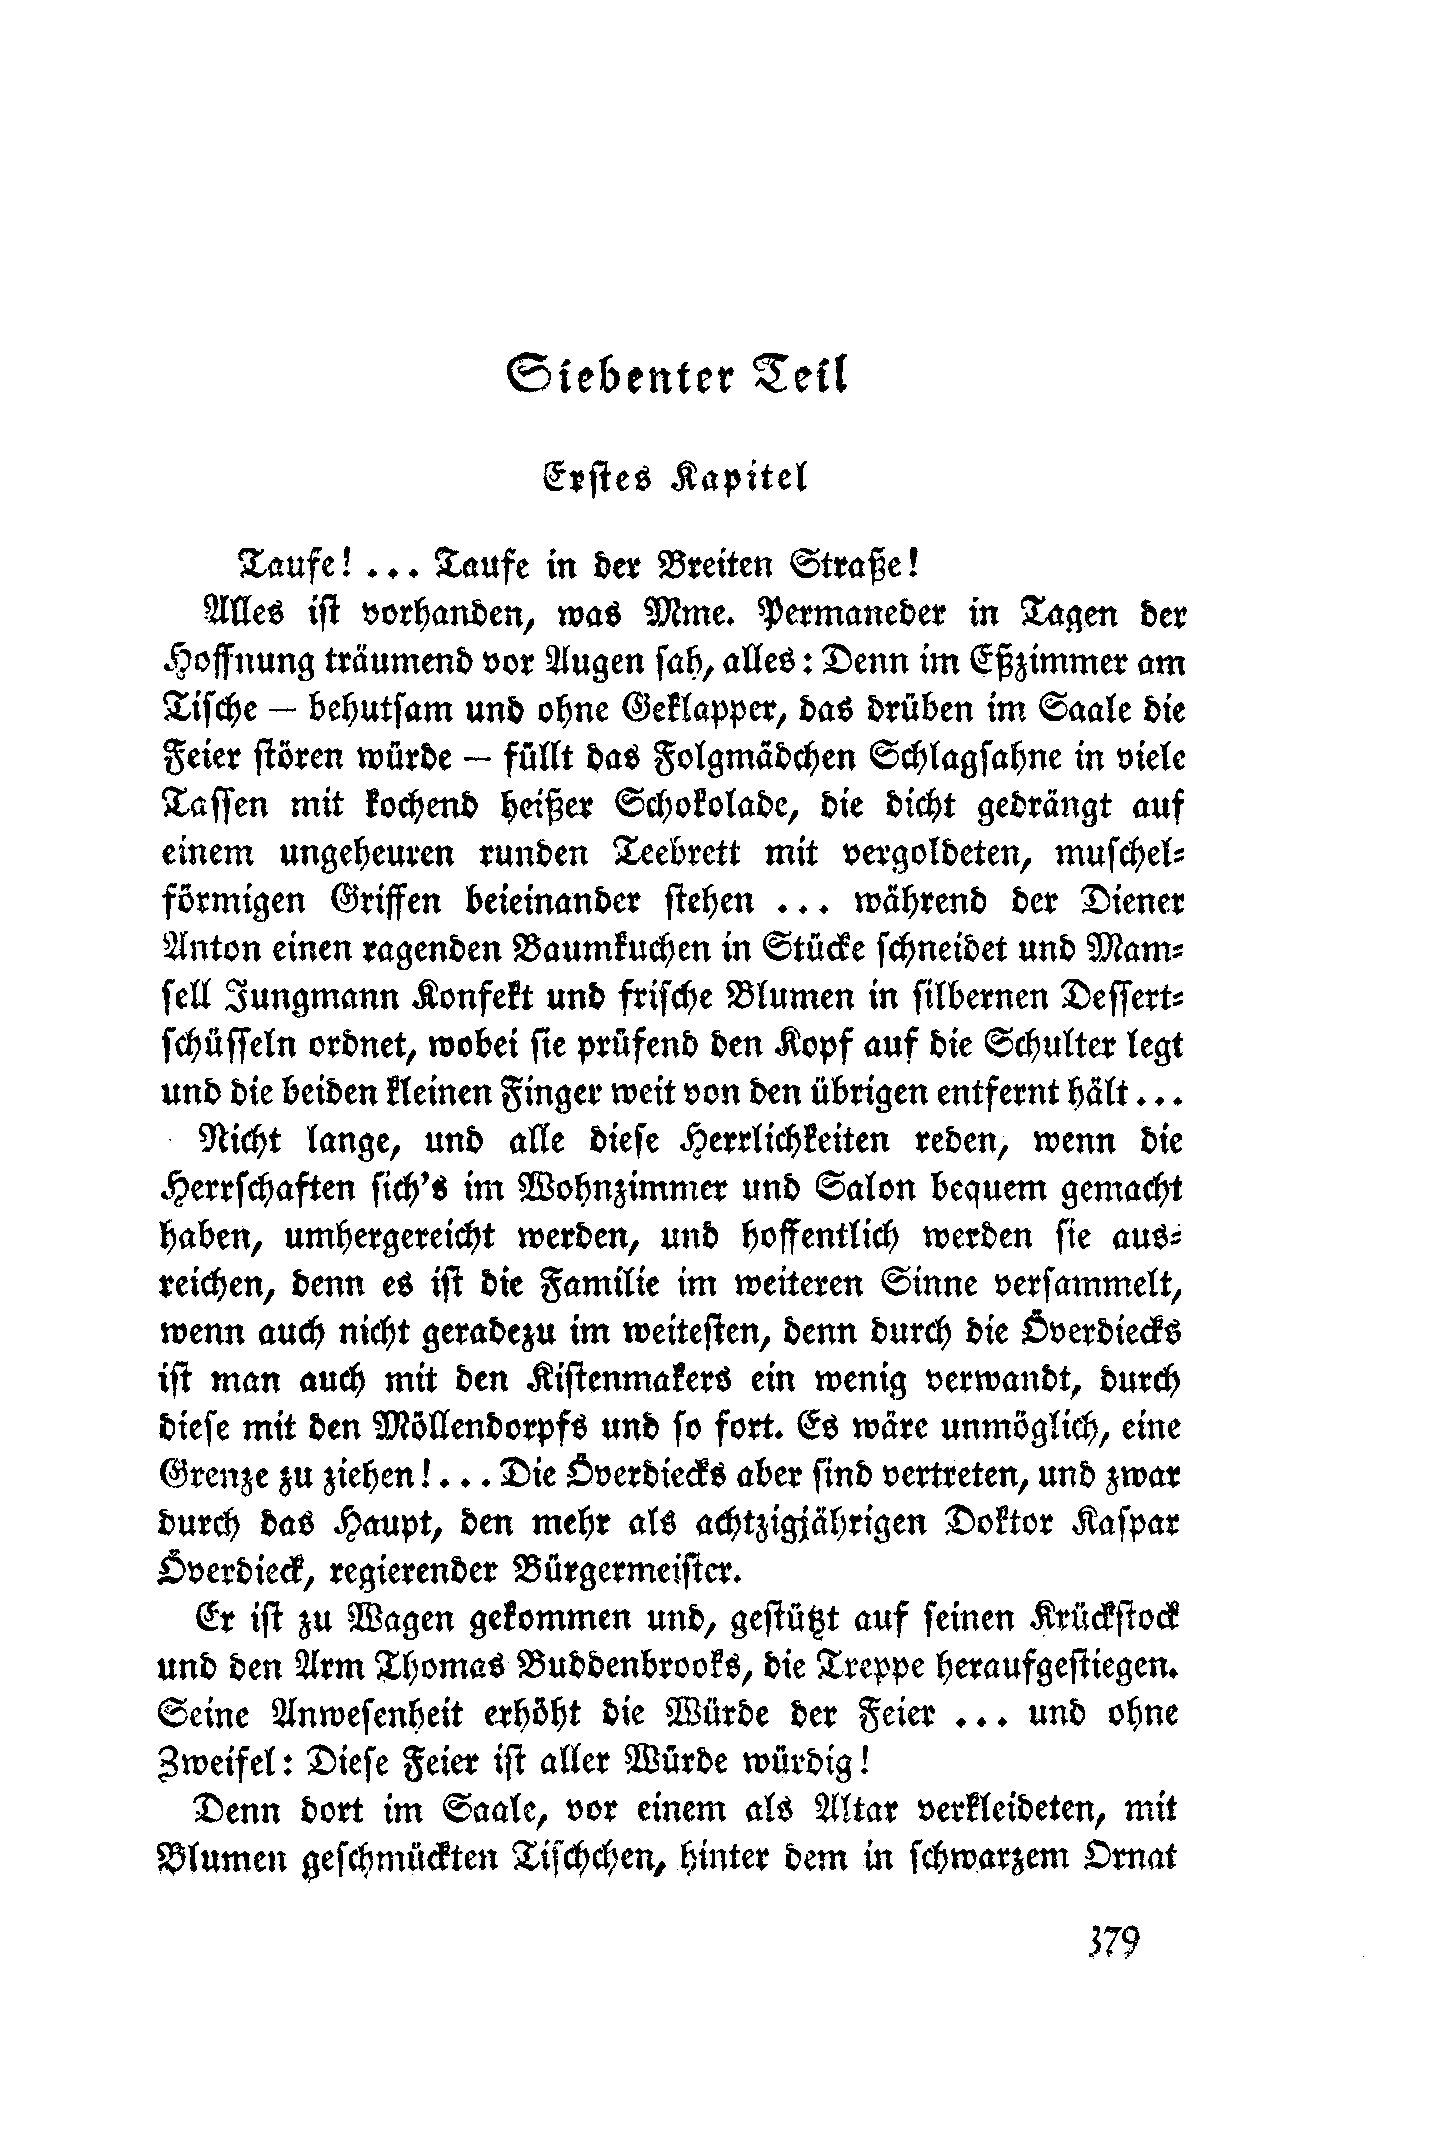 Siebenter Teil
Erstes Kapitel
Taufe! ... Taufe in der Breiten Straße!
Alles ist vorhanden, was Mme. Permaneder in Tagen der
Hoffnung träumend vor Augen sah, alles: Denn im Eßzimmer am
Tische — behutsam und ohne Geklapper, das drüben im Saale die
Feier stören würde — füllt das Folgmädchen Schlagsahne in viele
Tassen mit kochend heißer Schokolade, die dicht gedrängt auf
einem ungeheuren runden Teebrett mit vergoldeten, muschel-
förmigen Griffen beieinander stehen ... während der Diener
Anton einen ragenden Baumkuchen in Stücke schneidet und Mam-
sell Jungmann Konfekt und frische Blumen in silbernen Dessert-
schüsseln ordnet, wobei sie prüfend den Kopf auf die Schulter legt
und die beiden kleinen Finger weit von den übrigen entfernt hält...
Nicht lange, und alle diese Herrlichkeiten reden, wenn die
Herrschaften sich's im Wohnzimmer und Salon bequem gemacht
haben, umhergereicht werden, und hoffentlich werden sie aus-
reichen, denn es ist die Familie im weiteren Sinne versammelt,
wenn auch nicht geradezu im weitesten, denn durch die Överdiecks
ist man auch mit den Kistenmakers ein wenig verwandt, durch
diese mit den Möllendorpfs und so fort. Es wäre unmöglich, eine
Grenze zu ziehen!... Die Överdiecks aber sind vertreten, und zwar
durch das Haupt, den mehr als achtzigjährigen Doktor Kaspar
Överdieck, regierender Bürgermeister.
Er ist zu Wagen gekommen und, gestützt auf seinen Krückstock
und den Arm Thomas Buddenbrooks, die Treppe heraufgestiegen.
Seine Anwesenheit erhöht die Würde der Feier ... und ohne
Zweifel: Diese Feier ist aller Würde würdig!
Denn dort im Saale, vor einem als Altar verkleideten, mit
Blumen geschmückten Tischchen, hinter dem in schwarzem Ornat
379